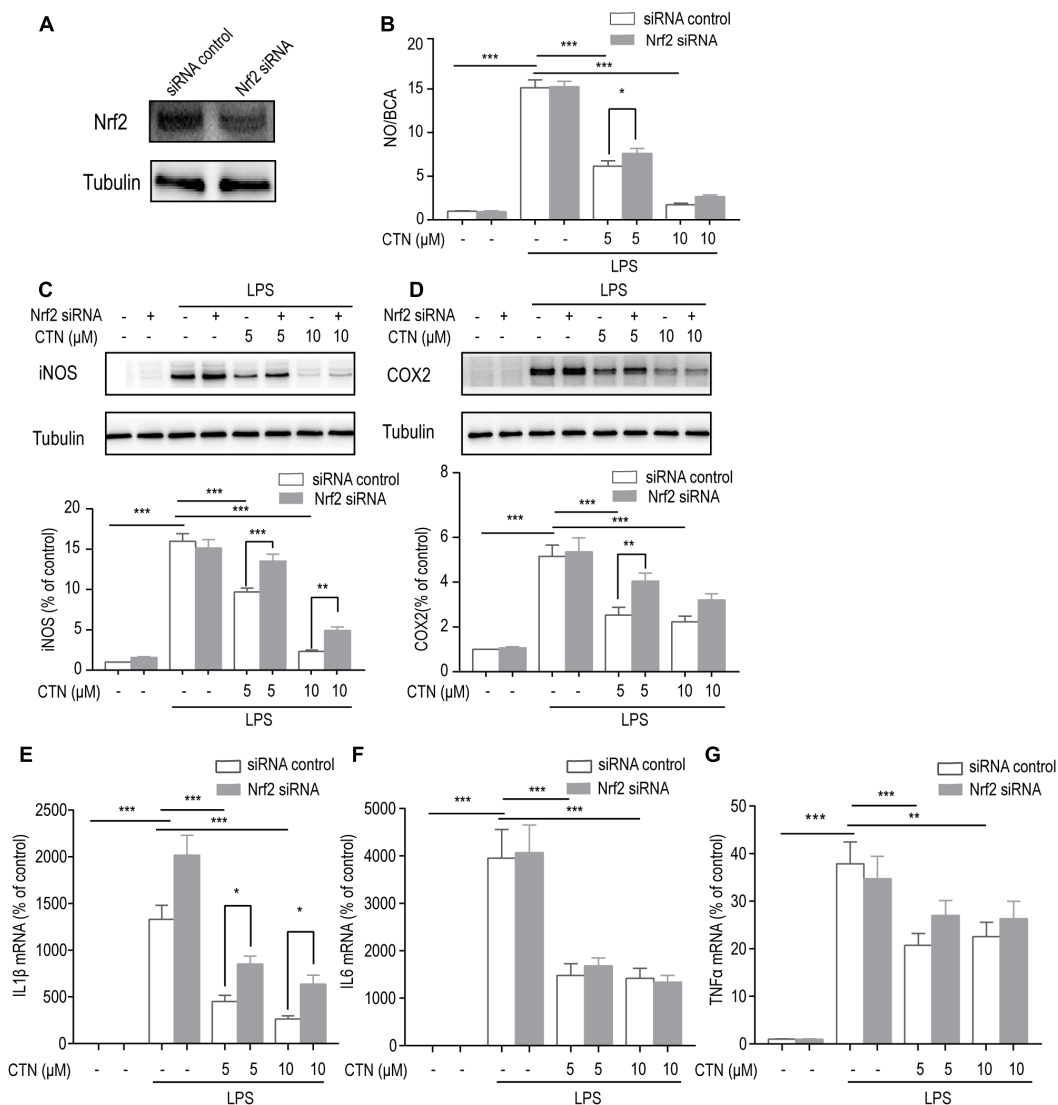 A
siRNA control
Nrf2 siRNA
Nrf2
Tubulin
B
siRNA control
Nrf2 siRNA
***
***
***
*
NO/BCA
20
15
10
5
0
CTN (µM) - - - - 5 5 10 10
LPS
C
LPS
Nrf2 siRNA - + - + - + - +
CTN (µM) - - - - 5 5 10 10
iNOS
Tubulin
siRNA control
Nrf2 siRNA
***
***
***
***
**
iNOS (% of control)
20
15
10
5
0
CTN (µM) - - - - 5 5 10 10
LPS
D
LPS
Nrf2 siRNA - + - + - + - +
CTN (µM) - - - - 5 5 10 10
COX2
Tubulin
siRNA control
Nrf2 siRNA
***
***
***
**
COX2(% of control)
8
6
4
2
0
CTN (µM) - - - - 5 5 10 10
LPS
E
siRNA control
Nrf2 siRNA
***
***
***
*
*
IL1β mRNA (% of control)
2500
2000
1500
1000
500
0
CTN (µM) - - - - 5 5 10 10
LPS
F
siRNA control
Nrf2 siRNA
***
***
***
IL6 mRNA (% of control)
5000
4000
3000
2000
1000
0
CTN (µM) - - - - 5 5 10 10
LPS
G
siRNA control
Nrf2 siRNA
***
***
**
TNFα mRNA (% of control)
50
40
30
20
10
0
CTN (µM) - - - - 5 5 10 10
LPS